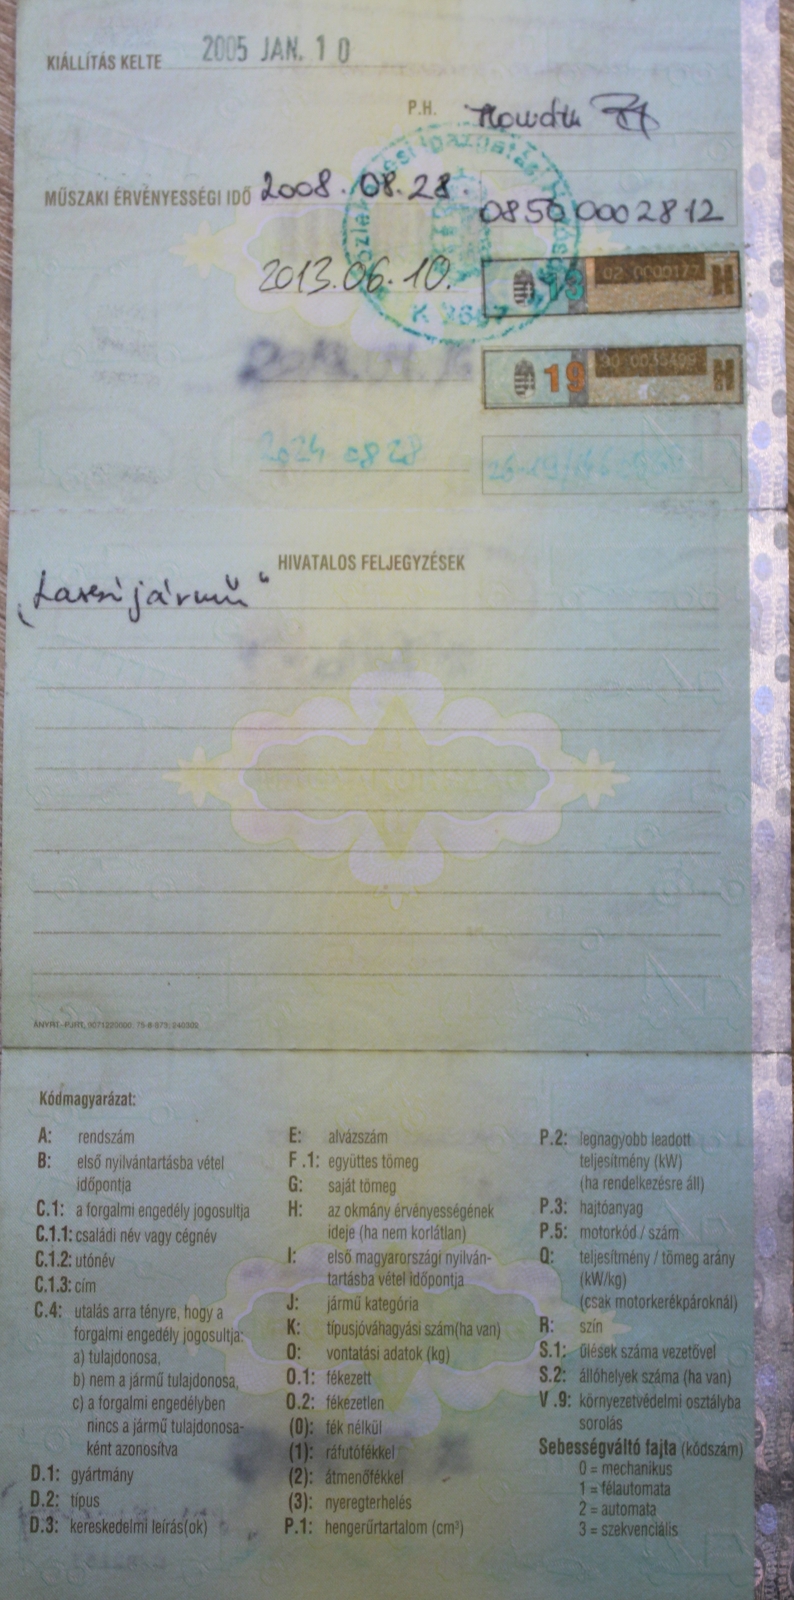 KIÁLLÍTÁS KELTE 2005 JAN. 10
P.H.
MŰSZAKI ÉRVÉNYESSÉGI IDŐ 2008.08.28. 085000002812
2013.06.10. 13 02 0000177 H
K
19 H
2024 08 28
HIVATALOS FELJEGYZÉSEK
jármű"
Kódmagyarázat:
A: rendszám
B: első nyilvántartásba vétel
időpontja
C.1: a forgalmi engedély jogosultja
C.1.1: családi név vagy cégnév
C.1.2: utónév
C.1.3: cím
C.4: utalás arra tényre, hogy a
forgalmi engedély jogosultja:
a) tulajdonosa,
b) nem a jármű tulajdonosa,
c) a forgalmi engedélyben
nincs a jármű tulajdonosa-
ként azonosítva
D.1: gyártmány
D.2: típus
D.3: kereskedelmi leírás(ok)
E: alvázszám
F.1: együttes tömeg
G: saját tömeg
H: az okmány érvényességének
ideje (ha nem korlátlan)
I: első magyarországi nyilván-
tartásba vétel időpontja
J: jármű kategória
K: típusjóváhagyási szám(ha van)
O: vontatási adatok (kg)
O.1: fékezett
O.2: fékezetlen
(0): fék nélkül
(1): ráfutófékkel
(2): átmenőfékkel
(3): nyeregterhelés
P.1: hengerűrtartalom (cm³)
P.2: legnagyobb leadott
teljesítmény (kW)
(ha rendelkezésre áll)
P.3: hajtóanyag
P.5: motorkód / szám
Q: teljesítmény / tömeg arány
(kW/kg)
(csak motorkerékpároknál)
R: szín
S.1: ülések száma vezetővel
S.2: állóhelyek száma (ha van)
V.9: környezetvédelmi osztályba
sorolás
Sebességváltó fajta (kódszám)
0 = mechanikus
1 = félautomata
2 = automata
3 = szekvenciális